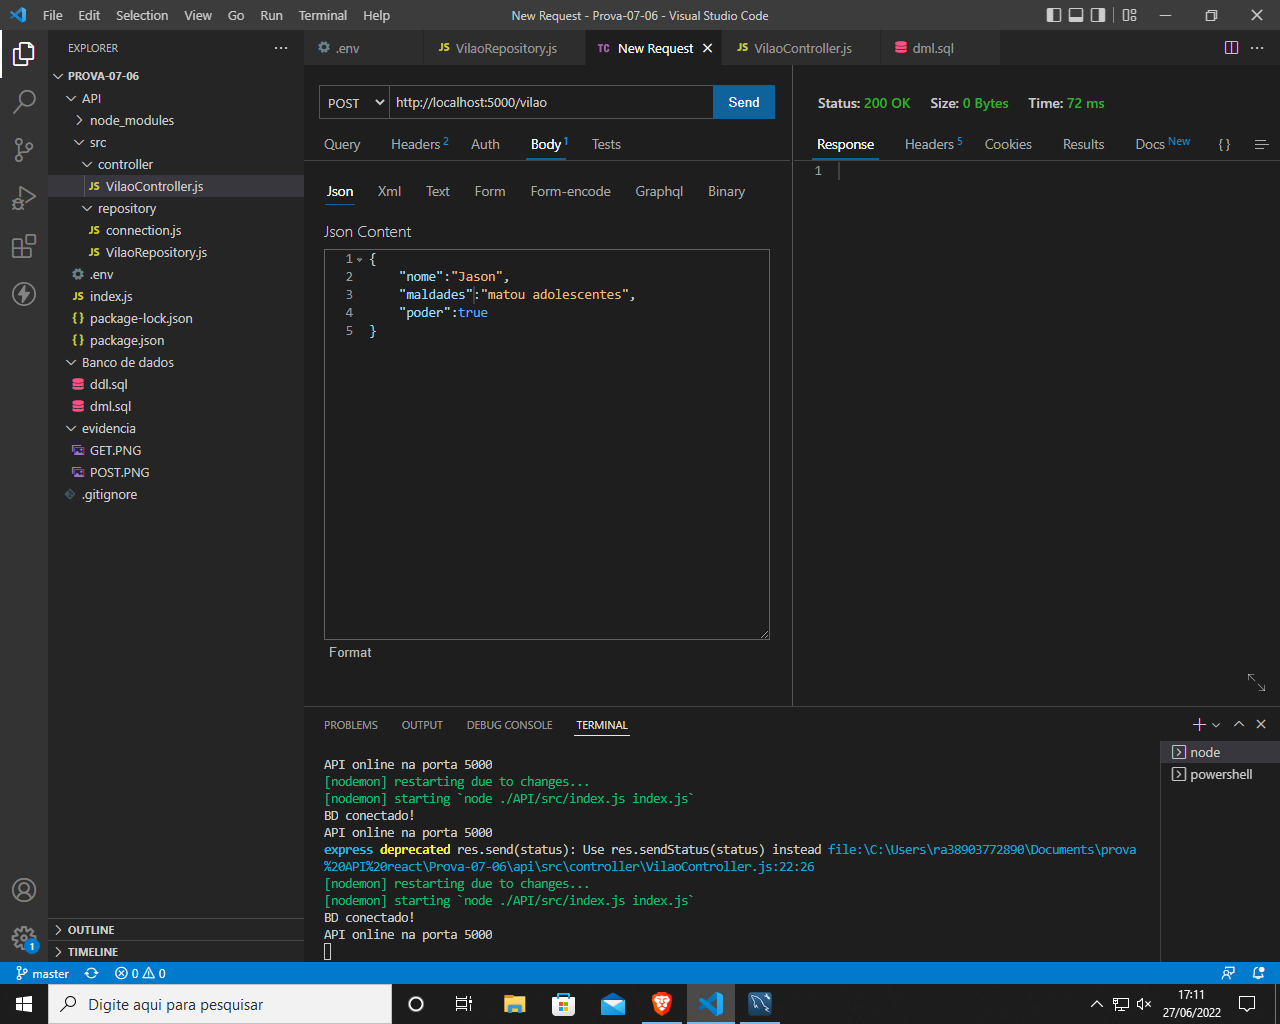 File Edit Selection View Go Run Terminal Help
New Request - Prova-07-06 - Visual Studio Code
EXPLORER
PROVA-07-06
API
node_modules
src
controller
JS VilaoController.js
repository
JS connection.js
JS VilaoRepository.js
.env
JS index.js
{} package-lock.json
{} package.json
Banco de dados
ddl.sql
dml.sql
evidencia
GET.PNG
POST.PNG
.gitignore
OUTLINE
TIMELINE
.env
JS VilaoRepository.js
TC New Request
JS VilaoController.js
dml.sql
POST http://localhost:5000/vilao Send
Query Headers 2 Auth Body 1 Tests
Json Xml Text Form Form-encode Graphql Binary
Json Content
1 {
2 "nome":"Jason",
3 "maldades":"matou adolescentes",
4 "poder":true
5 }
Format
Status: 200 OK Size: 0 Bytes Time: 72 ms
Response Headers 5 Cookies Results Docs New { }
1
PROBLEMS OUTPUT DEBUG CONSOLE TERMINAL
API online na porta 5000
[nodemon] restarting due to changes...
[nodemon] starting `node ./API/src/index.js index.js`
BD conectado!
API online na porta 5000
express deprecated res.send(status): Use res.sendStatus(status) instead file:\C:\Users\ra38903772890\Documents\prova
%20API%20react\Prova-07-06\api\src\controller\VilaoController.js:22:26
[nodemon] restarting due to changes...
[nodemon] starting `node ./API/src/index.js index.js`
BD conectado!
API online na porta 5000
node
powershell
1
master 0 0
Digite aqui para pesquisar
17:11
27/06/2022